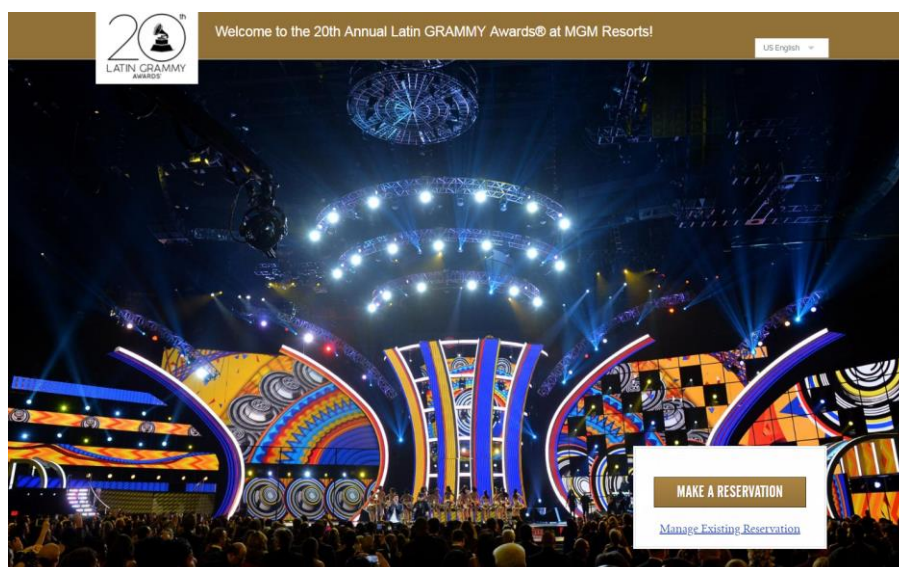 20th
LATIN GRAMMY
AWARDS®
Welcome to the 20th Annual Latin GRAMMY Awards® at MGM Resorts!
US English
MAKE A RESERVATION
Manage Existing Reservation